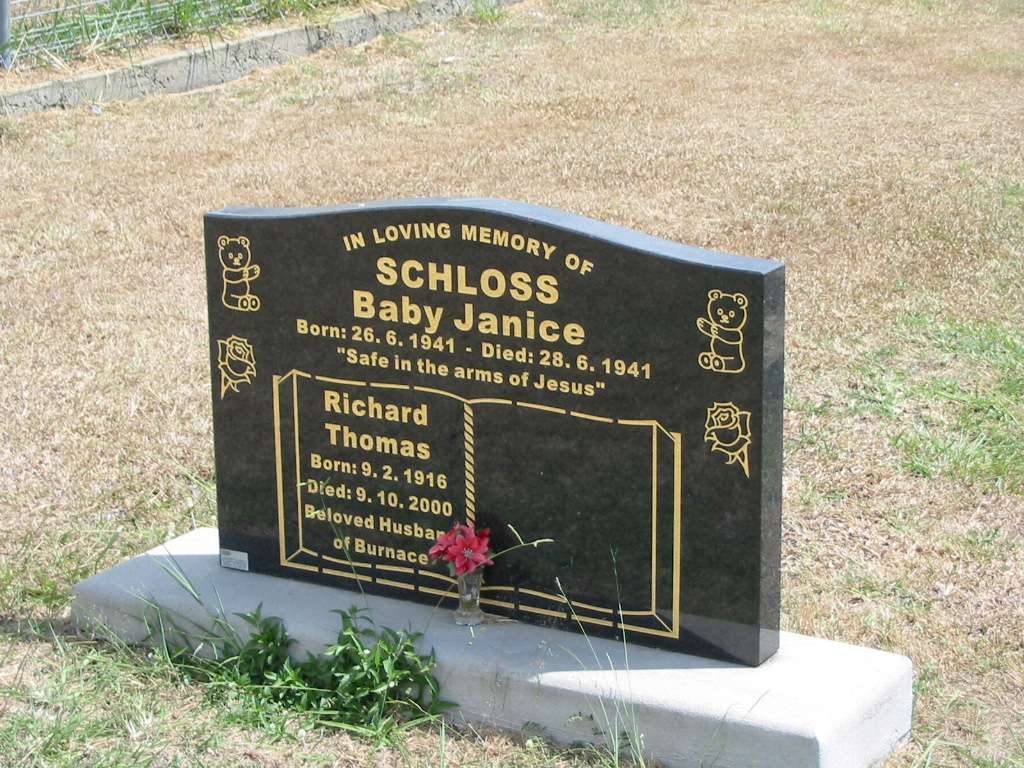 IN LOVING MEMORY OF
SCHLOSS
Baby Janice
Born: 26. 6. 1941 - Died: 28. 6. 1941
"Safe in the arms of Jesus"
Richard
Thomas
Born: 9. 2. 1916
Died: 9. 10. 2000
Beloved Husban
of Burnace